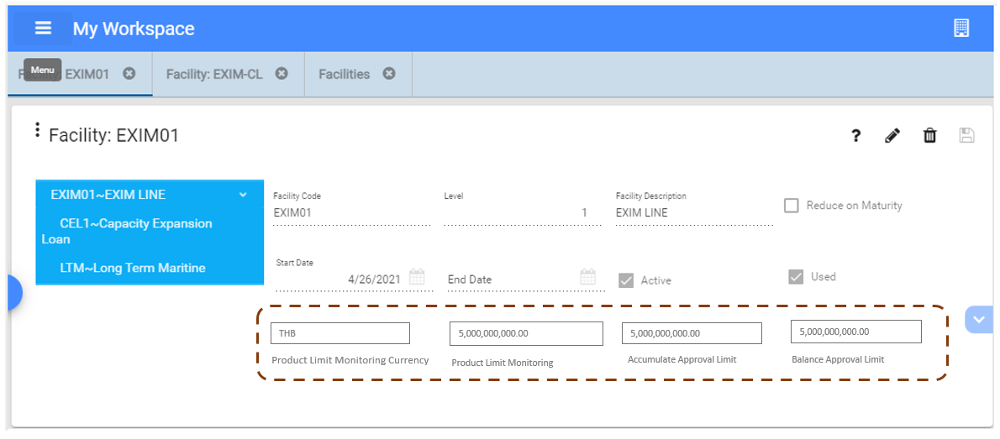 My Workspace
Menu
EXIM01
Facility: EXIM-CL
Facilities
Facility: EXIM01
?
EXIM01~EXIM LINE
CEL1~Capacity Expansion
Loan
LTM~Long Term Maritine
Facility Code
EXIM01
Level
1
Facility Description
EXIM LINE
Reduce on Maturity
Start Date
4/26/2021
End Date
Active
Used
THB
5,000,000,000.00
5,000,000,000.00
5,000,000,000.00
Product Limit Monitoring Currency
Product Limit Monitoring
Accumulate Approval Limit
Balance Approval Limit